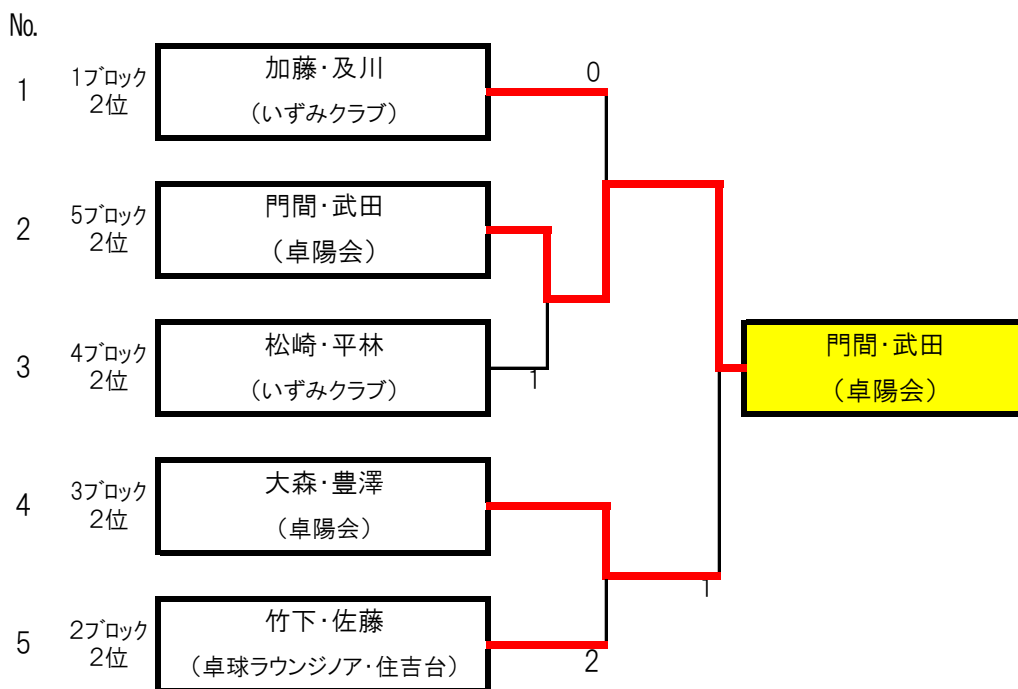 No.
1
1ブロック
2位
加藤・及川
（いずみクラブ）
0
2
5ブロック
2位
門間・武田
（卓陽会）
3
4ブロック
2位
松崎・平林
（いずみクラブ）
1
門間・武田
（卓陽会）
4
3ブロック
2位
大森・豊澤
（卓陽会）
1
5
2ブロック
2位
竹下・佐藤
（卓球ラウンジノア・住吉台）
2